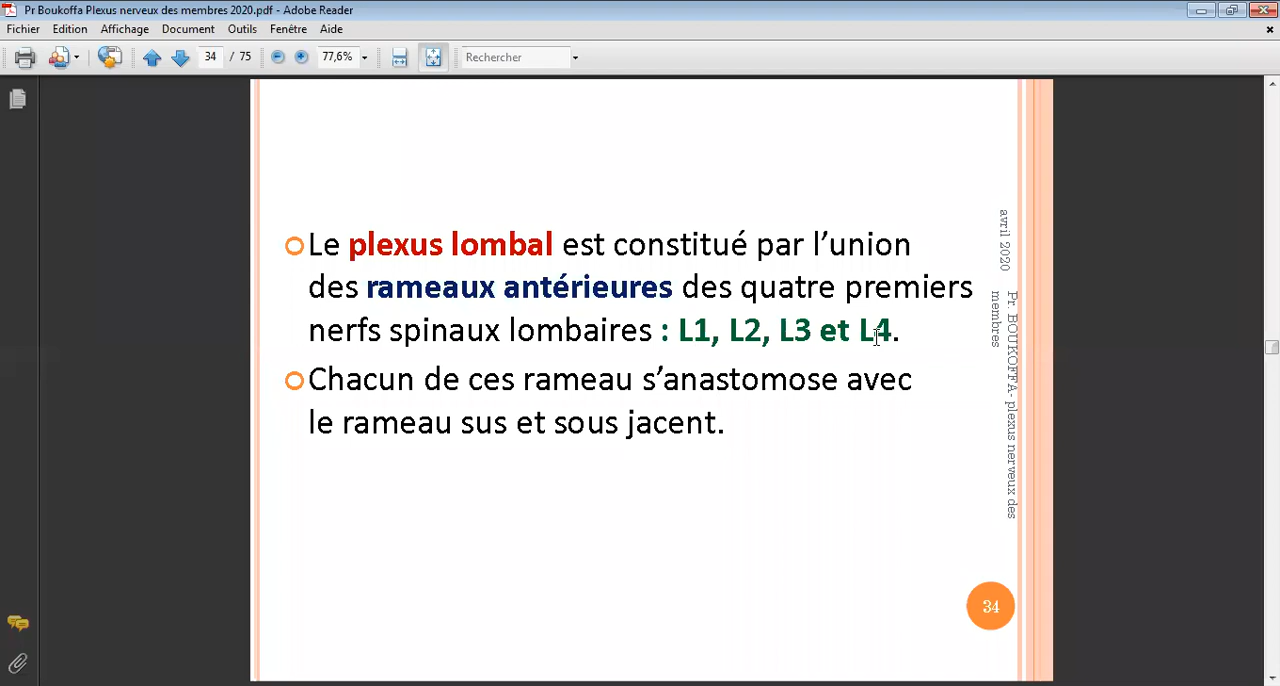 Pr Boukoffa Plexus nerveux des membres 2020.pdf - Adobe Reader
Fichier Edition Affichage Document Outils Fenêtre Aide
34 / 75 77,6% Rechercher
Le plexus lombal est constitué par l’union
des rameaux antérieures des quatre premiers
nerfs spinaux lombaires : L1, L2, L3 et L4.
Chacun de ces rameau s’anastomose avec
le rameau sus et sous jacent.
avril 2020
Pr. BOUKOFFA- plexus nerveux des
membres
34